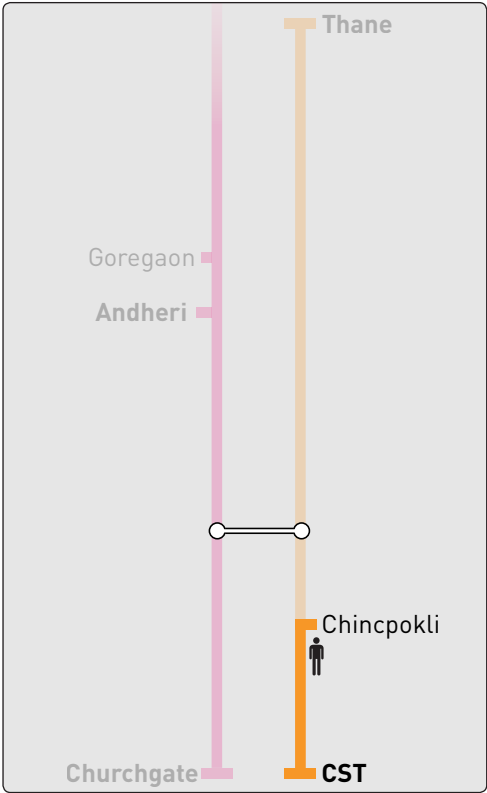 Thane
Goregaon
Andheri
Chincpokli
Churchgate
CST